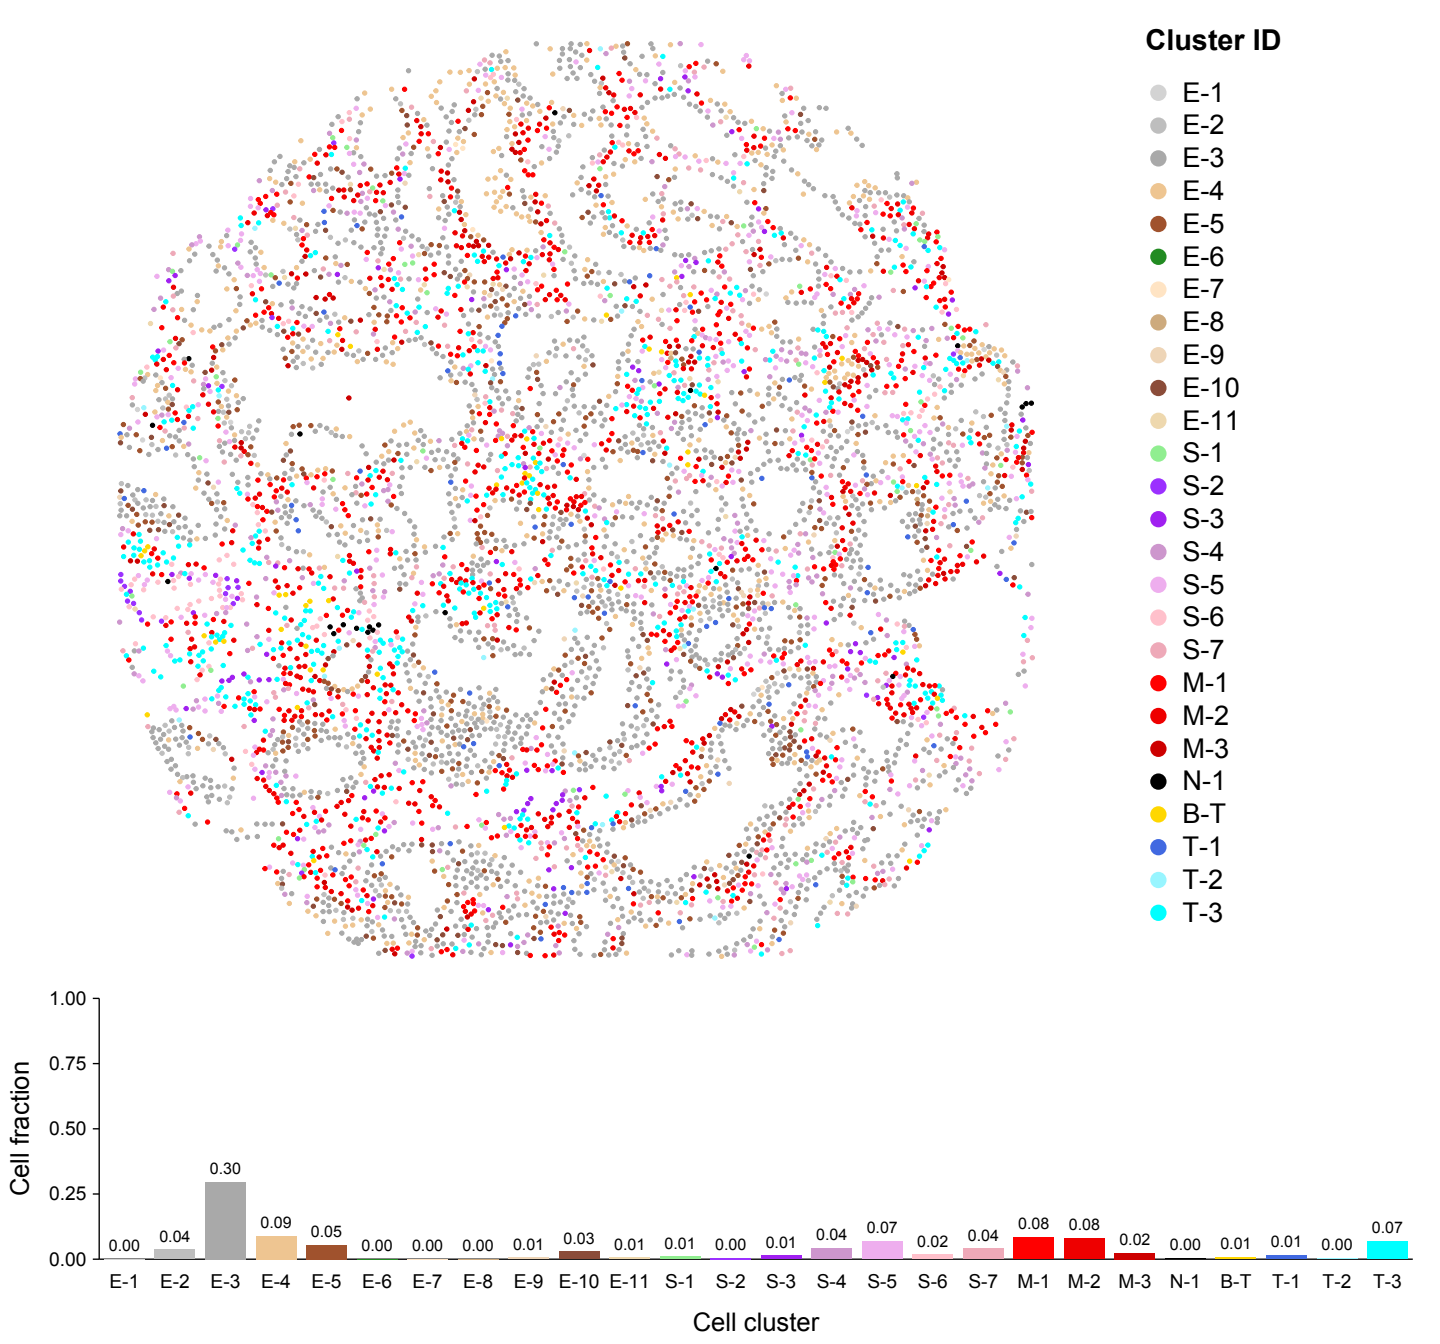 Cluster ID
E-1
E-2
E-3
E-4
E-5
E-6
E-7
E-8
E-9
E-10
E-11
S-1
S-2
S-3
S-4
S-5
S-6
S-7
M-1
M-2
M-3
N-1
B-T
T-1
T-2
T-3
1.00
0.75
0.50
0.25
0.00
Cell fraction
0.00 0.04 0.30 0.09 0.05 0.00 0.00 0.00 0.01 0.03 0.01 0.01 0.00 0.01 0.04 0.07 0.02 0.04 0.08 0.08 0.02 0.00 0.01 0.01 0.00 0.07
E-1 E-2 E-3 E-4 E-5 E-6 E-7 E-8 E-9 E-10 E-11 S-1 S-2 S-3 S-4 S-5 S-6 S-7 M-1 M-2 M-3 N-1 B-T T-1 T-2 T-3
Cell cluster